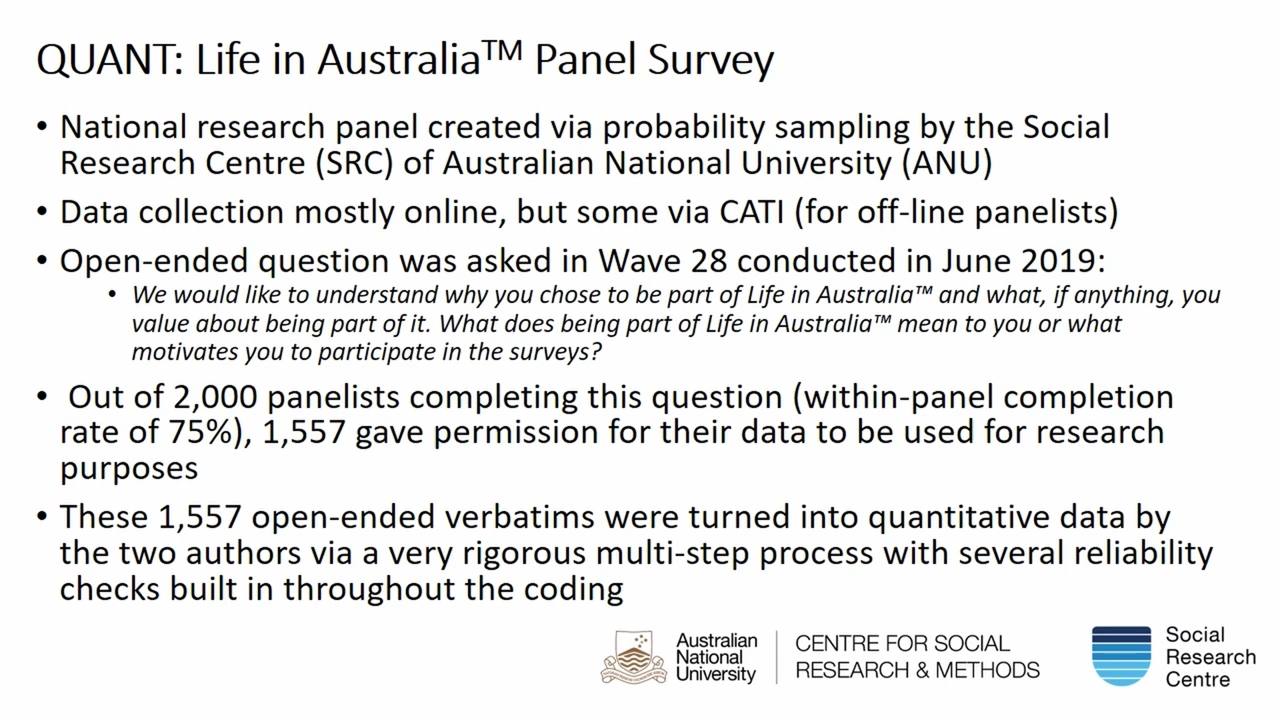 QUANT: Life in Australia™ Panel Survey
• National research panel created via probability sampling by the Social
Research Centre (SRC) of Australian National University (ANU)
• Data collection mostly online, but some via CATI (for off-line panelists)
• Open-ended question was asked in Wave 28 conducted in June 2019:
• We would like to understand why you chose to be part of Life in Australia™ and what, if anything, you
value about being part of it. What does being part of Life in Australia™ mean to you or what
motivates you to participate in the surveys?
• Out of 2,000 panelists completing this question (within-panel completion
rate of 75%), 1,557 gave permission for their data to be used for research
purposes
• These 1,557 open-ended verbatims were turned into quantitative data by
the two authors via a very rigorous multi-step process with several reliability
checks built in throughout the coding
Australian
National
University
CENTRE FOR SOCIAL
RESEARCH & METHODS
Social
Research
Centre